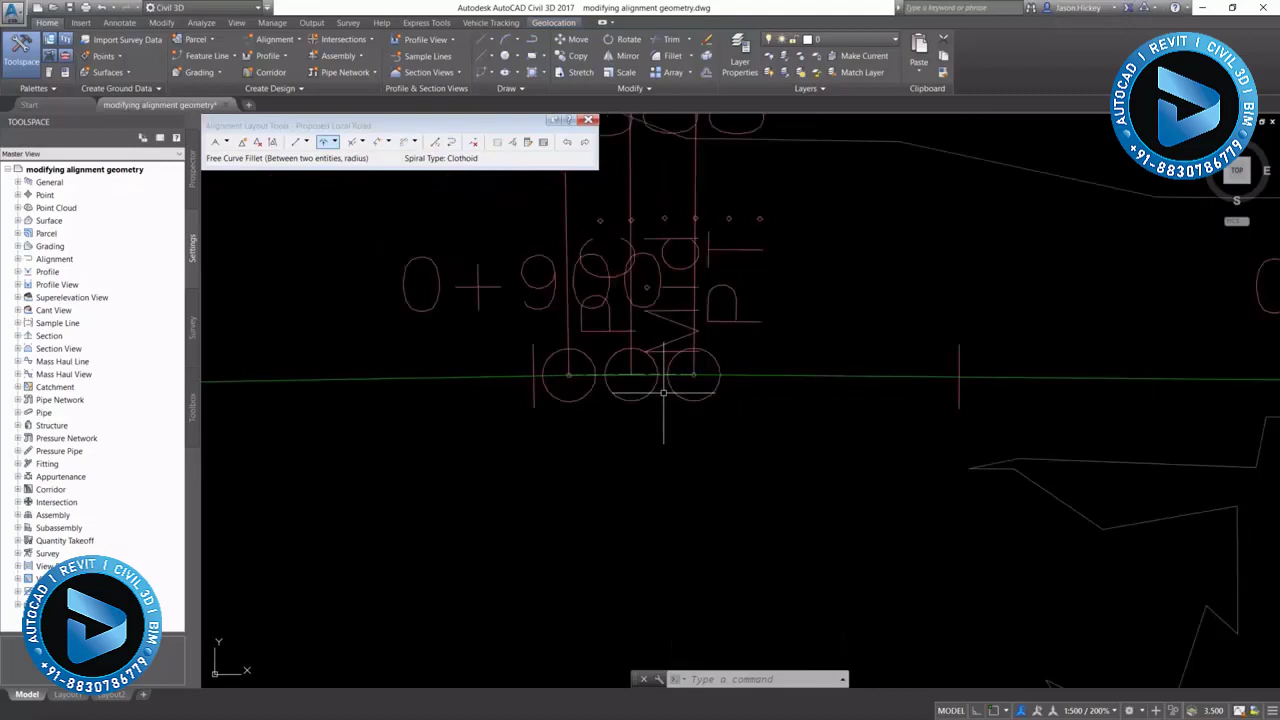 Civil 3D
Autodesk AutoCAD Civil 3D 2017 modifying alignment geometry.dwg
Type a keyword or phrase
Jason.Hickey
Home Insert Annotate Modify Analyze View Manage Output Survey Help Express Tools Vehicle Tracking Geolocation
Toolspace
Import Survey Data
Points
Surfaces
Parcel
Feature Line
Grading
Alignment
Profile
Corridor
Intersections
Assembly
Pipe Network
Profile View
Sample Lines
Section Views
Move
Copy
Stretch
Rotate
Mirror
Scale
Trim
Fillet
Array
Layer
Properties
0
Make Current
Match Layer
Paste
Palettes
Create Ground Data
Create Design
Profile & Section Views
Draw
Modify
Layers
Clipboard
Start
modifying alignment geometry*
TOOLSPACE
Master View
modifying alignment geometry
General
Point
Point Cloud
Surface
Parcel
Grading
Alignment
Profile
Profile View
Superelevation View
Cant View
Sample Line
Section
Section View
Mass Haul Line
Mass Haul View
Catchment
Pipe Network
Pipe
Structure
Pressure Network
Pressure Pipe
Fitting
Appurtenance
Corridor
Intersection
Assembly
Subassembly
Quantity Takeoff
Survey
Prospector
Settings
Survey
Toolbox
Alignment Layout Tools - Proposed Local Road
Free Curve Fillet (Between two entities, radius)
Spiral Type: Clothoid
TOP
E
S
WCS
AUTOCAD | REVIT | CIVIL 3D | BIM
+91-8830786779
AUTOCAD | REVIT | CIVIL 3D | BIM
+91-8830786779
Y
X
Type a command
Model Layout1 Layout2
MODEL
1:500 / 200%
3.500